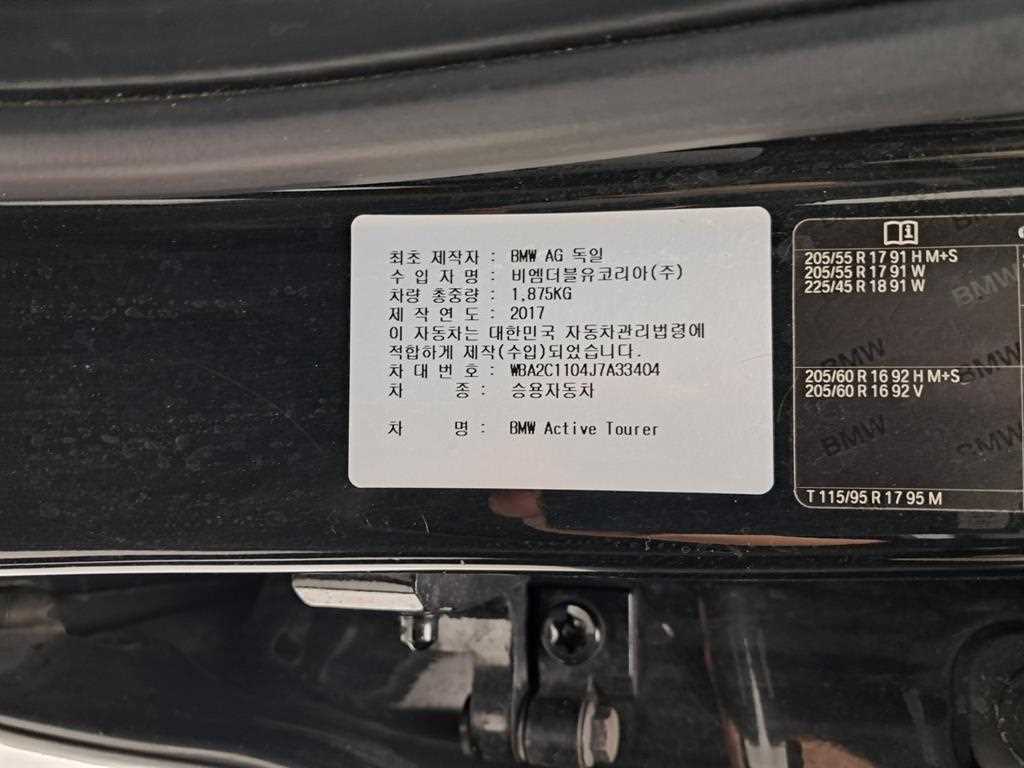 최초 제작자 : BMW AG 독일
수 입 자 명 : 비엠더블유코리아(주)
차량 총중량 : 1,875KG
제 작 연 도 : 2017
이 자동차는 대한민국 자동차관리법령에
적합하게 제작(수입)되었습니다.
차 대 번 호 : WBA2C1104J7A33404
차 종 : 승용자동차
차 명 : BMW Active Tourer
205/55 R 17 91 H M+S
205/55 R 17 91 W
225/45 R 18 91 W
BMW
BMW
205/60 R 16 92 H M+S
205/60 R 16 92 V
BMW
BMW
T 115/95 R 17 95 M